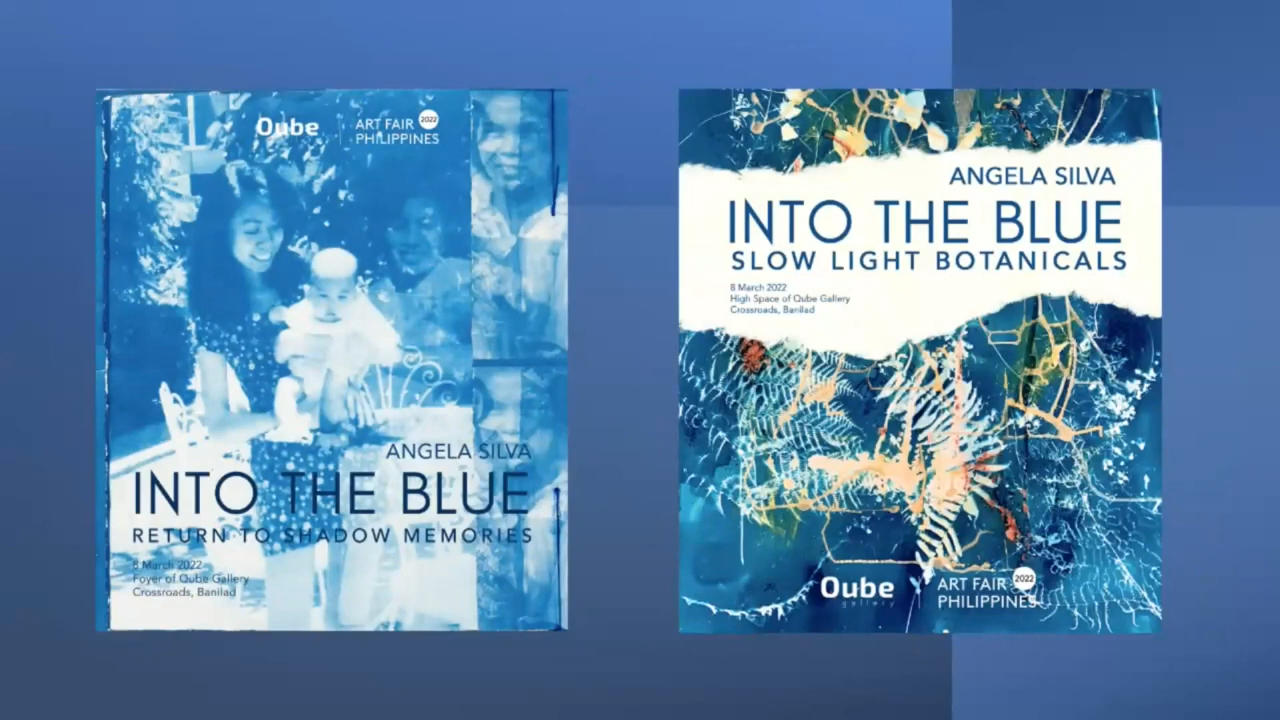 Qube
ART FAIR 2022
PHILIPPINES
ANGELA SILVA
INTO THE BLUE
RETURN TO SHADOW MEMORIES
8 March 2022
Foyer of Qube Gallery
Crossroads, Banilad
ANGELA SILVA
INTO THE BLUE
SLOW LIGHT BOTANICALS
8 March 2022
High Space of Qube Gallery
Crossroads, Banilad
Qube
gallery
ART FAIR 2022
PHILIPPINES